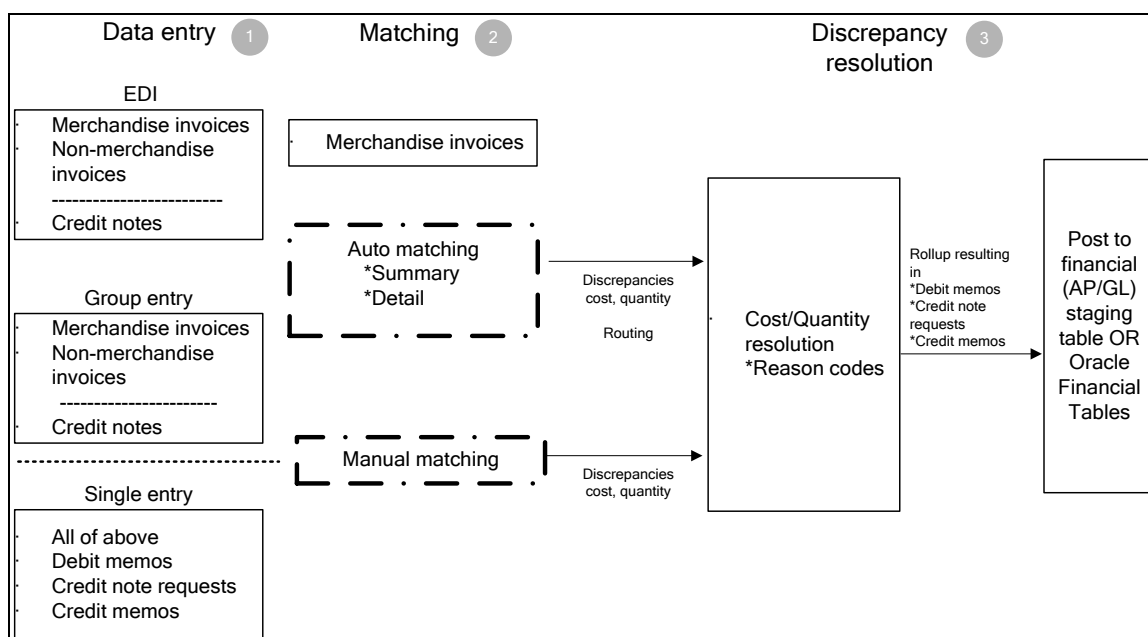 Data entry 1
Matching 2
Discrepancy 3
resolution
EDI
· Merchandise invoices
· Non-merchandise
invoices
-------------------------
· Credit notes
Group entry
· Merchandise invoices
· Non-merchandise
invoices
-----------------------
· Credit notes
Single entry
· All of above
· Debit memos
· Credit note requests
· Credit memos
· Merchandise invoices
Auto matching
*Summary
*Detail
Manual matching
Discrepancies
cost, quantity
Routing
Discrepancies
cost, quantity
· Cost/Quantity
resolution
*Reason codes
Rollup resulting
in
*Debit memos
*Credit note
requests
*Credit memos
Post to
financial
(AP/GL)
staging
table OR
Oracle
Financial
Tables